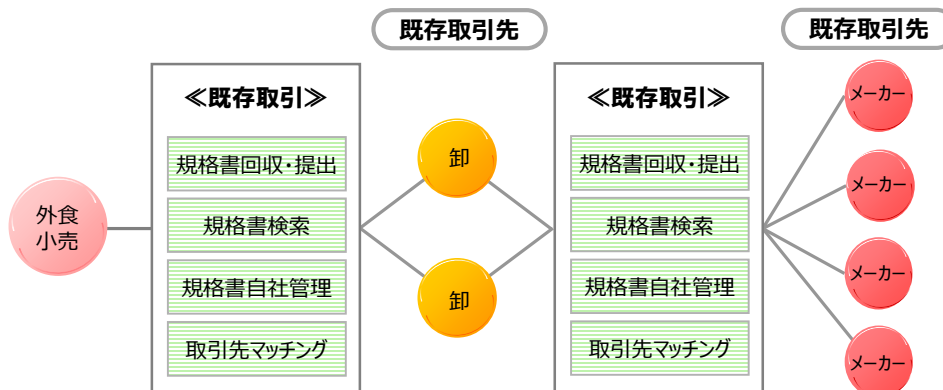 既存取引先
既存取引先
外食
小売
≪既存取引≫
規格書回収・提出
規格書検索
規格書自社管理
取引先マッチング
卸
卸
≪既存取引≫
規格書回収・提出
規格書検索
規格書自社管理
取引先マッチング
メーカー
メーカー
メーカー
メーカー